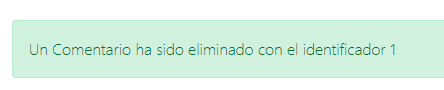 Un Comentario ha sido eliminado con el identificador 1